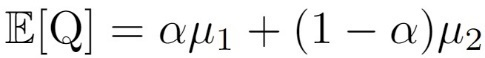 𝔼[Q] = αμ₁ + (1 − α)μ₂